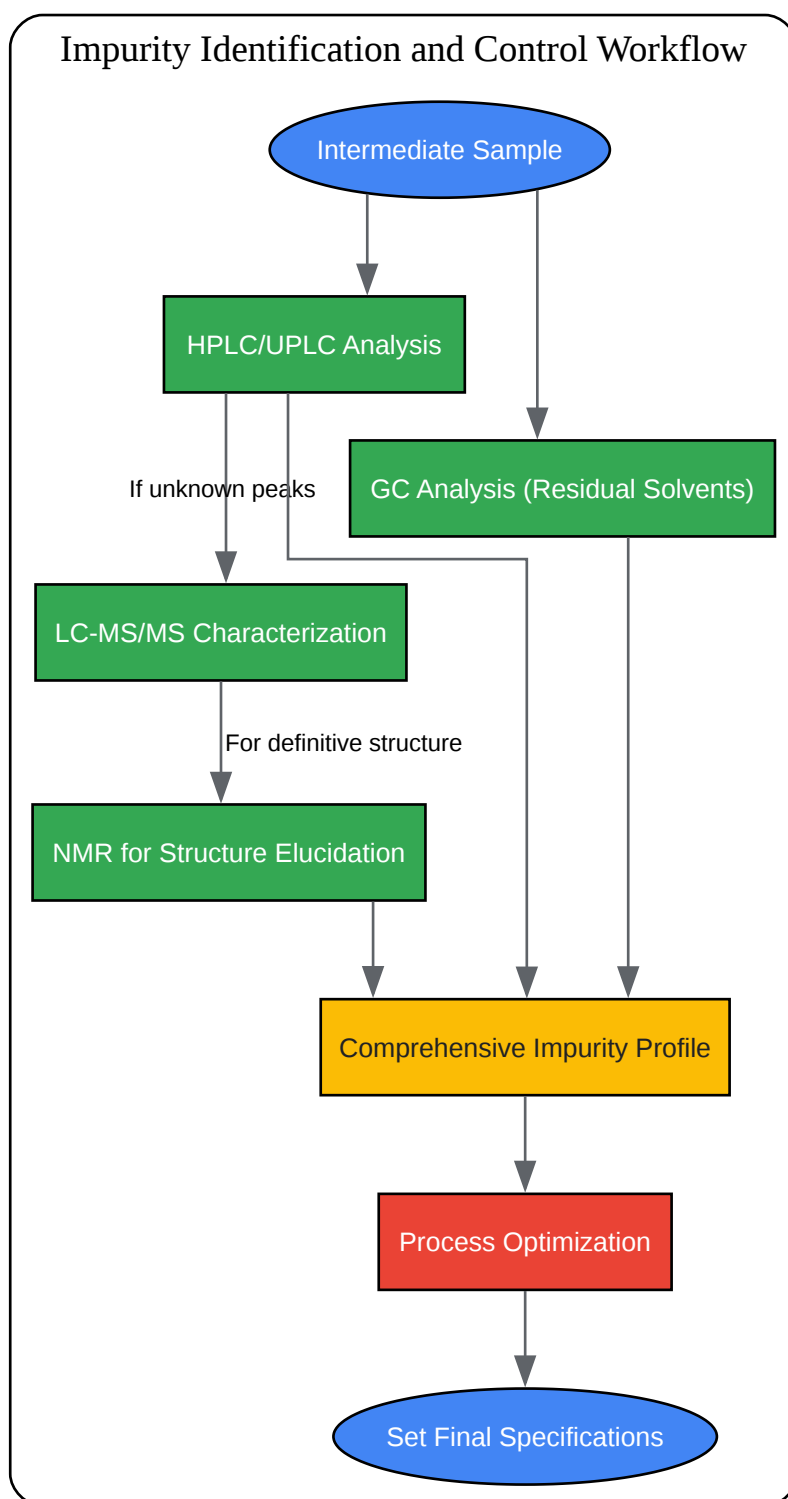 Impurity Identification and Control Workflow
Intermediate Sample
HPLC/UPLC Analysis
GC Analysis (Residual Solvents)
If unknown peaks
LC-MS/MS Characterization
For definitive structure
NMR for Structure Elucidation
Comprehensive Impurity Profile
Process Optimization
Set Final Specifications